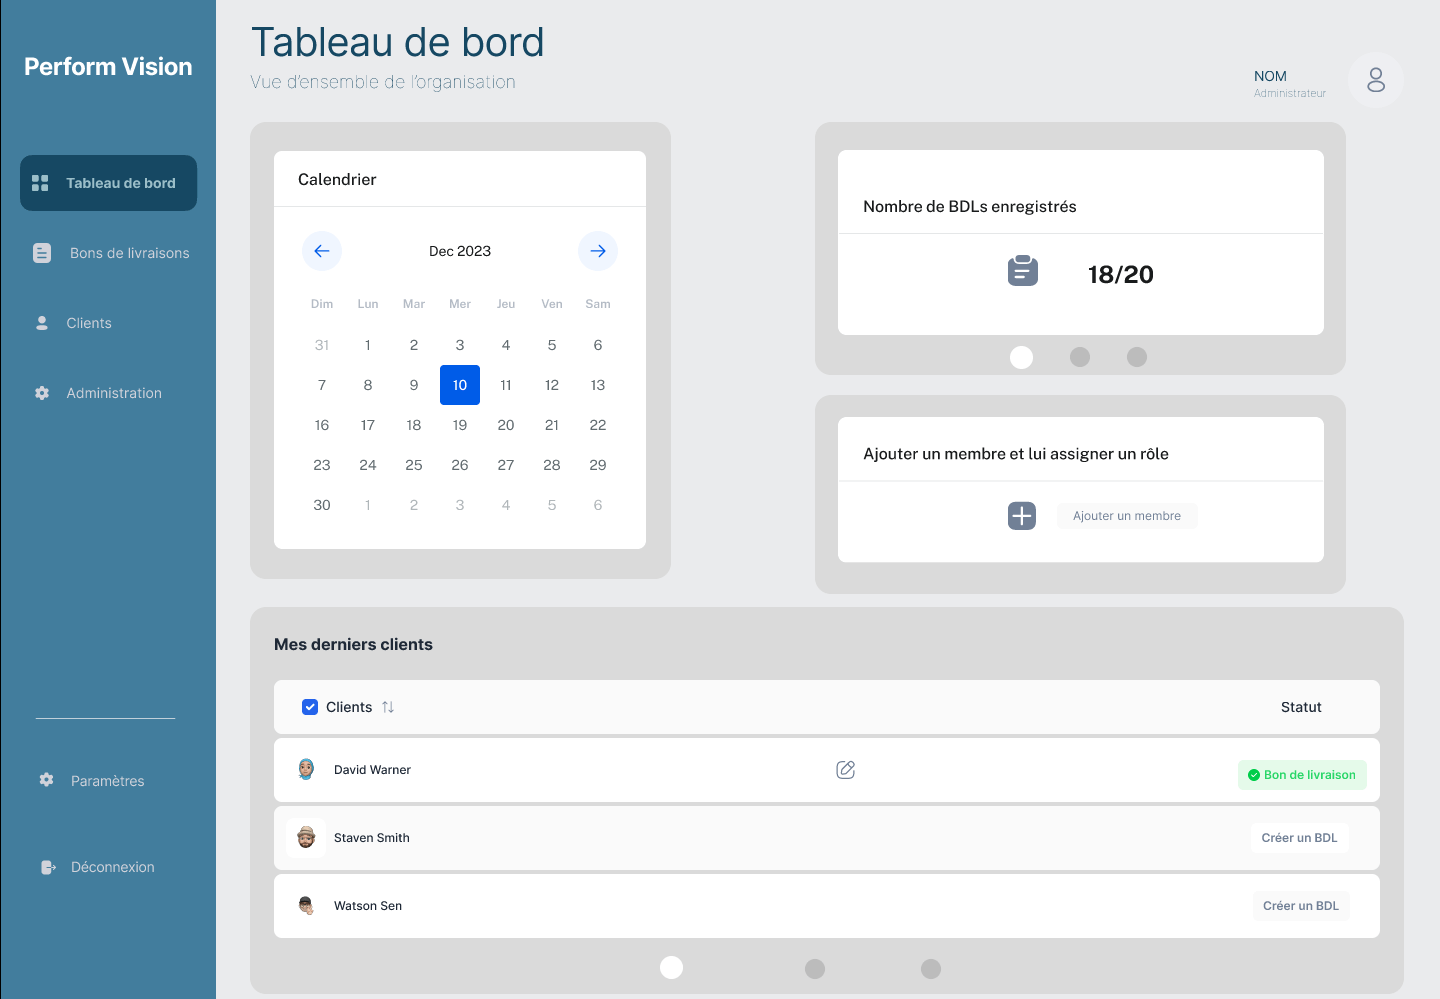 Perform Vision
Tableau de bord
Bons de livraisons
Clients
Administration
Paramètres
Déconnexion
Tableau de bord
Vue d'ensemble de l'organisation
NOM
Administrateur
Calendrier
Dec 2023
Dim Lun Mar Mer Jeu Ven Sam
31 1 2 3 4 5 6
7 8 9 10 11 12 13
16 17 18 19 20 21 22
23 24 25 26 27 28 29
30 1 2 3 4 5 6
Nombre de BDLs enregistrés
18/20
Ajouter un membre et lui assigner un rôle
Ajouter un membre
Mes derniers clients
Clients Statut
David Warner Bon de livraison
Staven Smith Créer un BDL
Watson Sen Créer un BDL